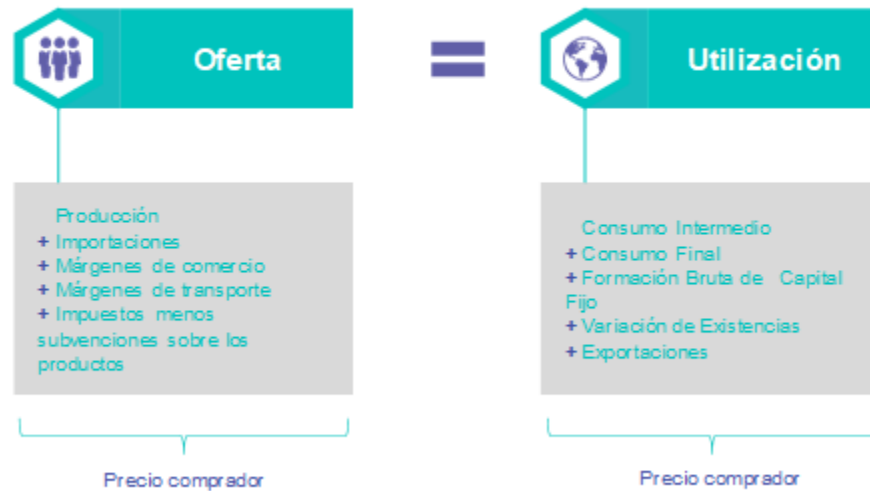 Oferta
=
Utilización
Producción
+ Importaciones
+ Márgenes de comercio
+ Márgenes de transporte
+ Impuestos menos
subvenciones sobre los
productos
Consumo Intermedio
+ Consumo Final
+ Formación Bruta de Capital
Fijo
+ Variación de Existencias
+ Exportaciones
Precio comprador
Precio comprador